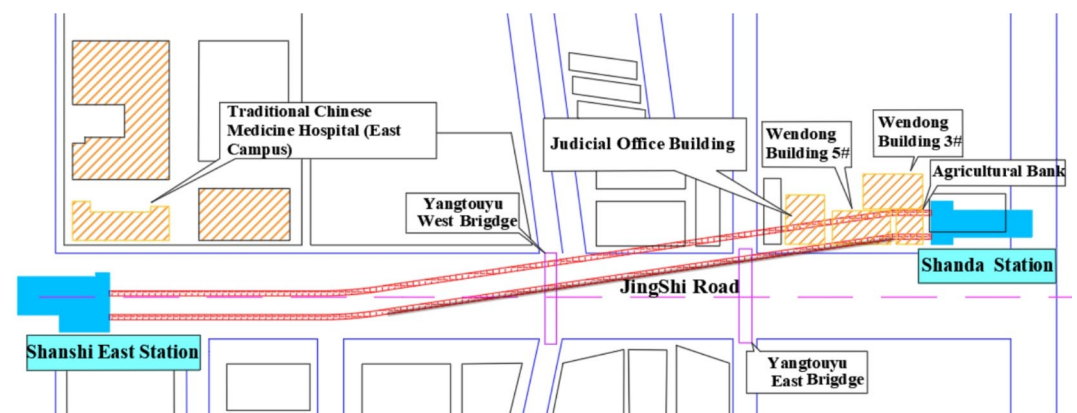 Traditional Chinese
Medicine Hospital (East
Campus)
Judicial Office Building
Wendong
Building 5#
Wendong
Building 3#
Agricultural Bank
Yangtouyu
West Brigdge
Shanda Station
JingShi Road
Shanshi East Station
Yangtouyu
East Brigdge